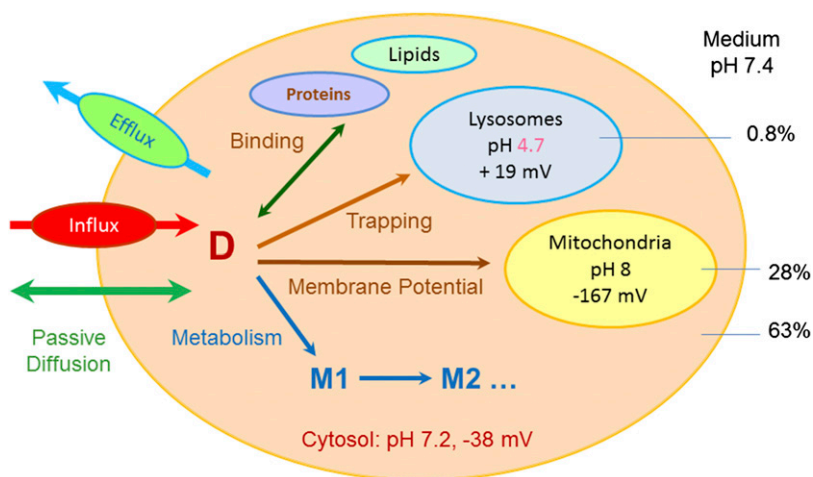 Lipids
Medium
pH 7.4
Proteins
Efflux
Lysosomes
pH 4.7
+ 19 mV
0.8%
Binding
Influx
D
Trapping
Mitochondria
pH 8
-167 mV
28%
Membrane Potential
63%
Passive
Diffusion
Metabolism
M1
M2 ...
Cytosol: pH 7.2, -38 mV